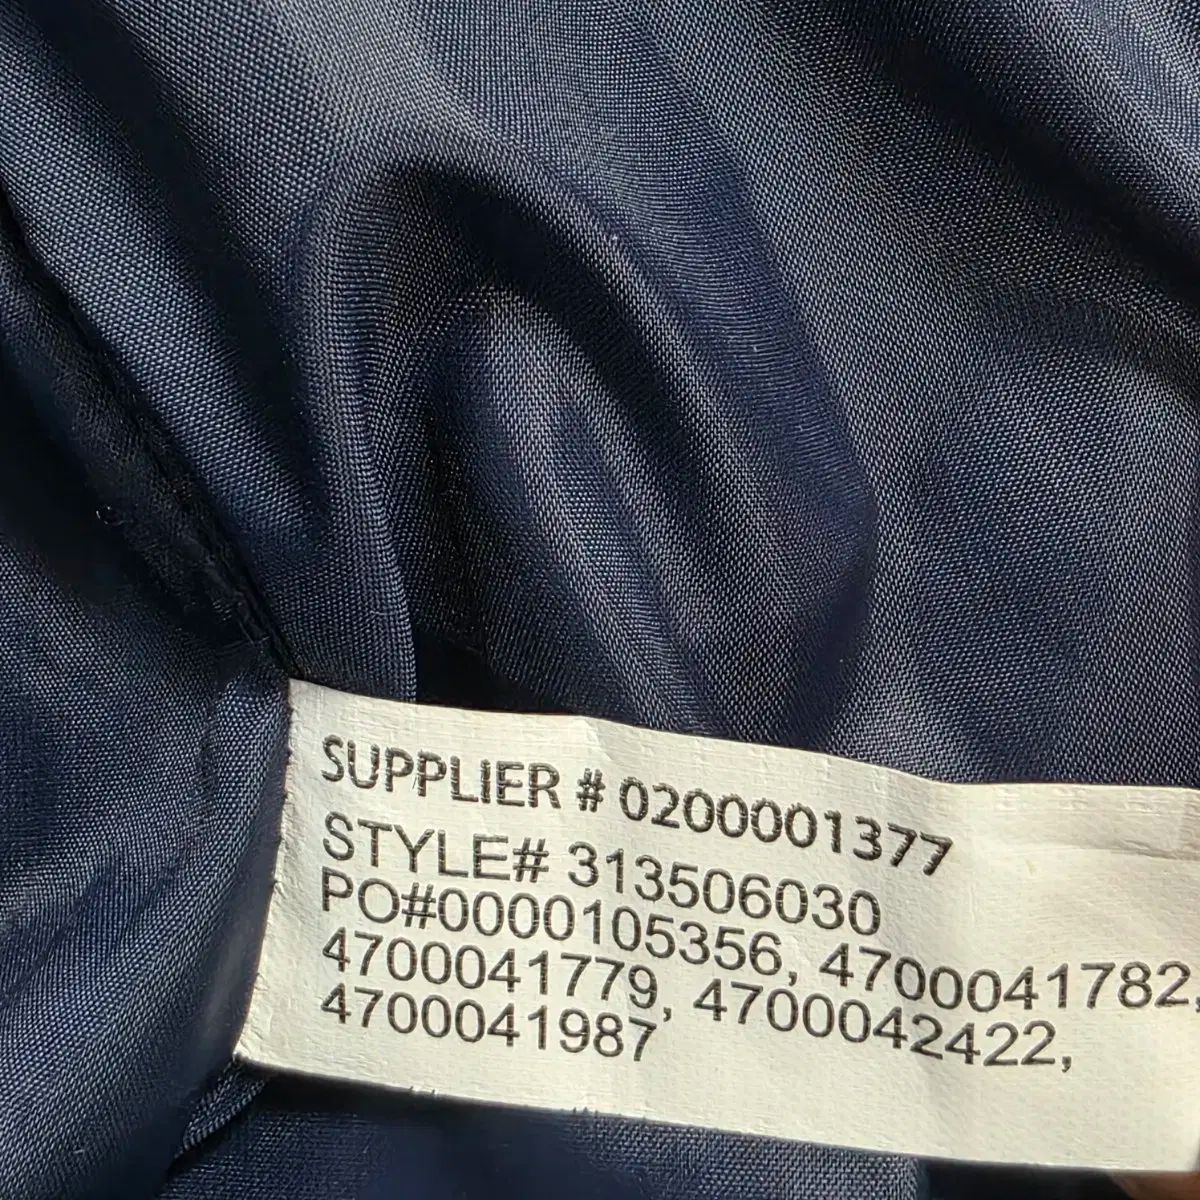 SUPPLIER # 0200001377
STYLE# 313506030
PO#0000105356, 4700041782,
4700041779, 4700042422,
4700041987